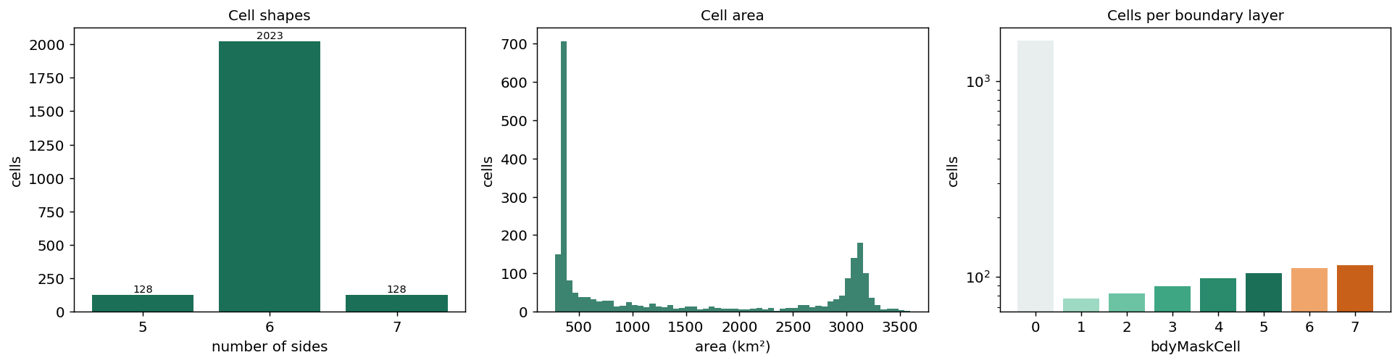 Cell shapes
2000
1750
1500
1250
1000
750
500
250
0
cells
128
2023
128
5 6 7
number of sides
Cell area
700
600
500
400
300
200
100
0
cells
500 1000 1500 2000 2500 3000 3500
area (km²)
Cells per boundary layer
10³
10²
cells
0 1 2 3 4 5 6 7
bdyMaskCell